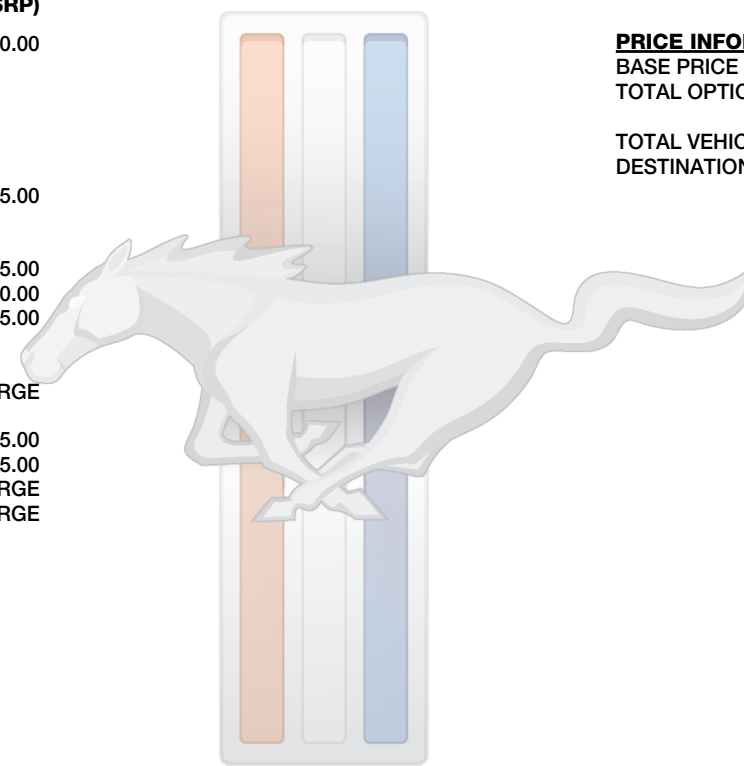 SRP)
0.00
5.00
5.00
0.00
5.00
RGE
5.00
5.00
RGE
RGE
PRICE INFO
BASE PRICE
TOTAL OPTIO
TOTAL VEHIC
DESTINATION